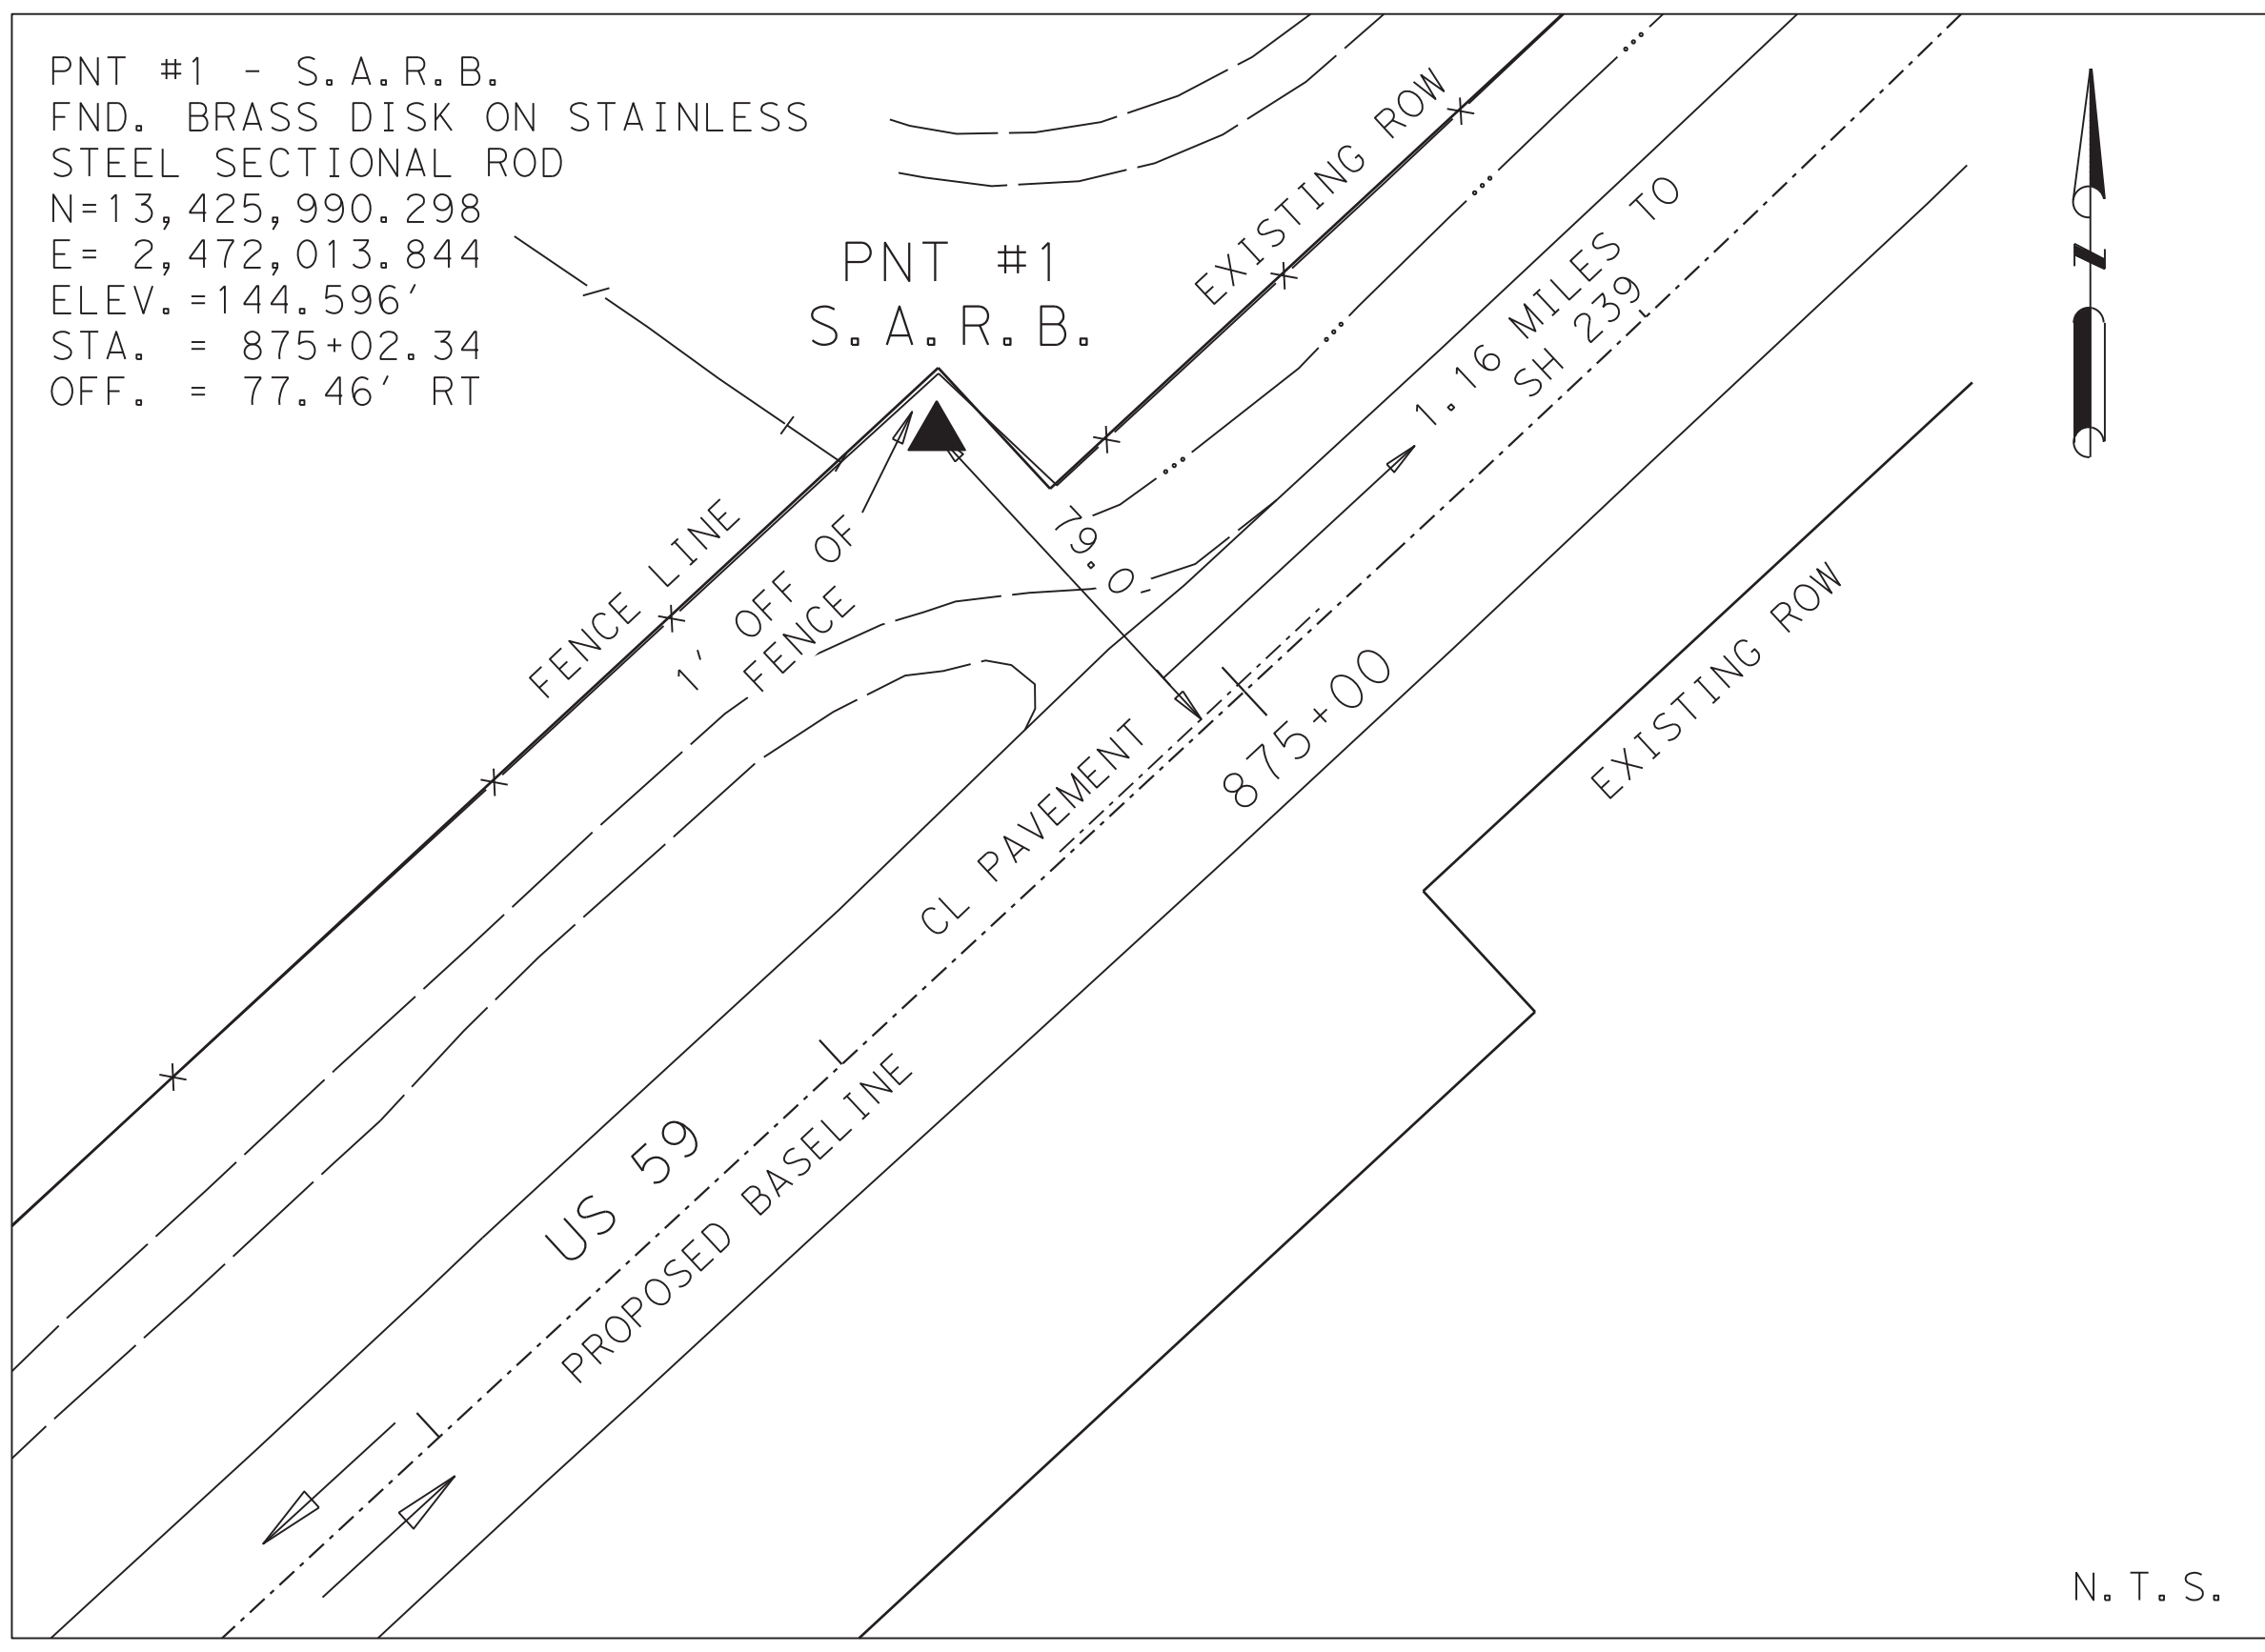 PNT #1 - S.A.R.B.
FND. BRASS DISK ON STAINLESS
STEEL SECTIONAL ROD
N=13,425,990.298
E= 2,472,013.844
ELEV.=144.596'
STA. = 875+02.34
OFF. = 77.46' RT
PNT #1
S.A.R.B.
EXISTING ROW
1.16 MILES TO
SH 239
N
FENCE LINE
1' OFF OF
FENCE
79.0'
CL PAVEMENT
875+00
EXISTING ROW
US 59
PROPOSED BASELINE
N.T.S.